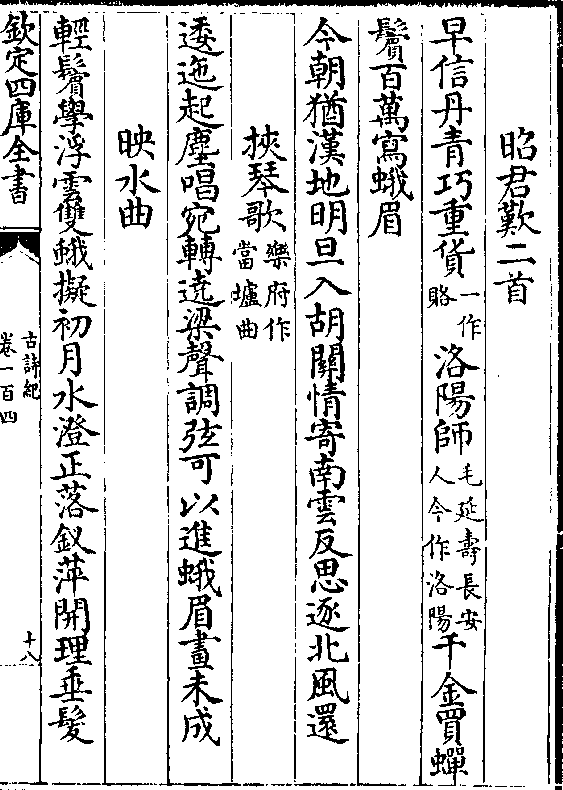 昭君歎二首
早信丹青巧重貨一作賂洛陽師毛延壽長安人今作洛陽千金買蟬
鬢百萬寫蛾眉
今朝猶漢地明旦入胡關情寄南雲反思逐北風還
挾琴歌樂府作當壚曲
逶迤起塵唱宛轉遶梁聲調弦可以進蛾眉畫未成
映水曲
輕鬢學浮雲雙蛾擬初月水澄正落釵萍開理垂髮
欽定四庫全書
古詩紀
卷一百四
十八